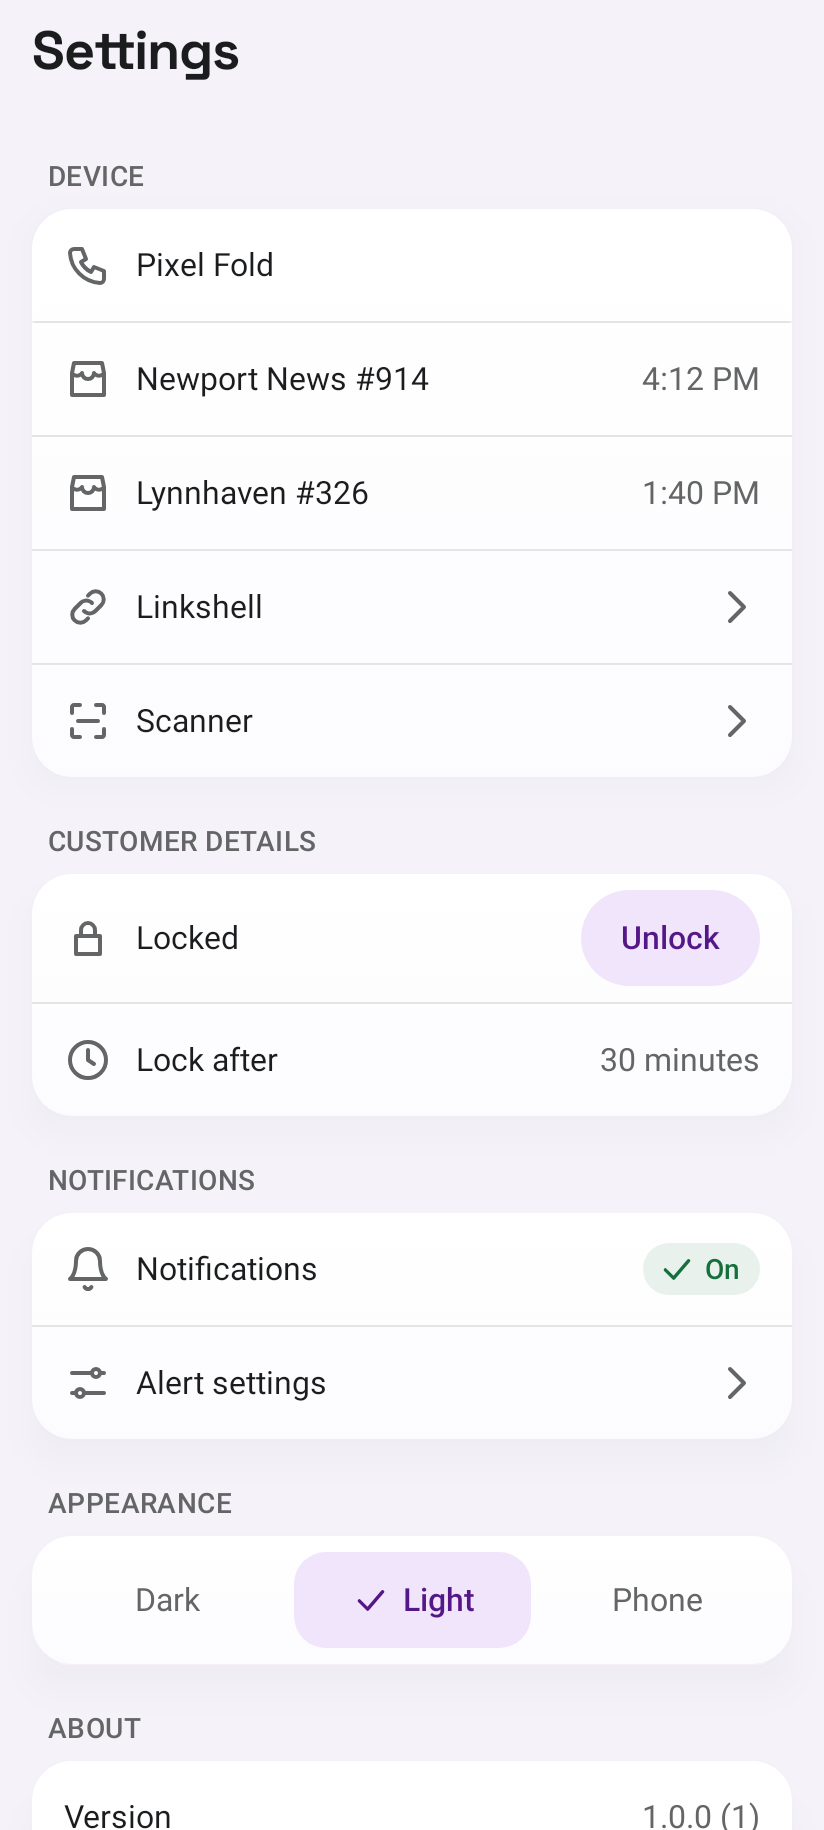 Settings
DEVICE
Pixel Fold
Newport News #914 4:12 PM
Lynnhaven #326 1:40 PM
Linkshell
Scanner
CUSTOMER DETAILS
Locked Unlock
Lock after 30 minutes
NOTIFICATIONS
Notifications On
Alert settings
APPEARANCE
Dark Light Phone
ABOUT
Version 1.0.0 (1)